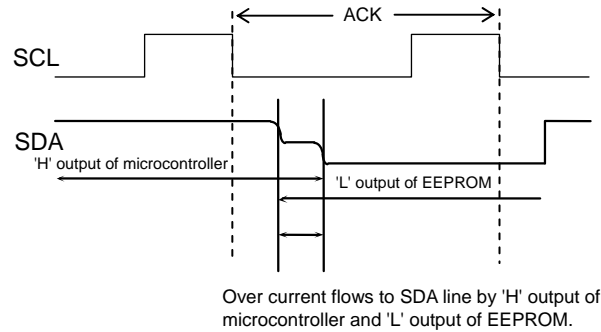 ACK
SCL
SDA
'H' output of microcontroller
'L' output of EEPROM
Over current flows to SDA line by 'H' output of
microcontroller and 'L' output of EEPROM.